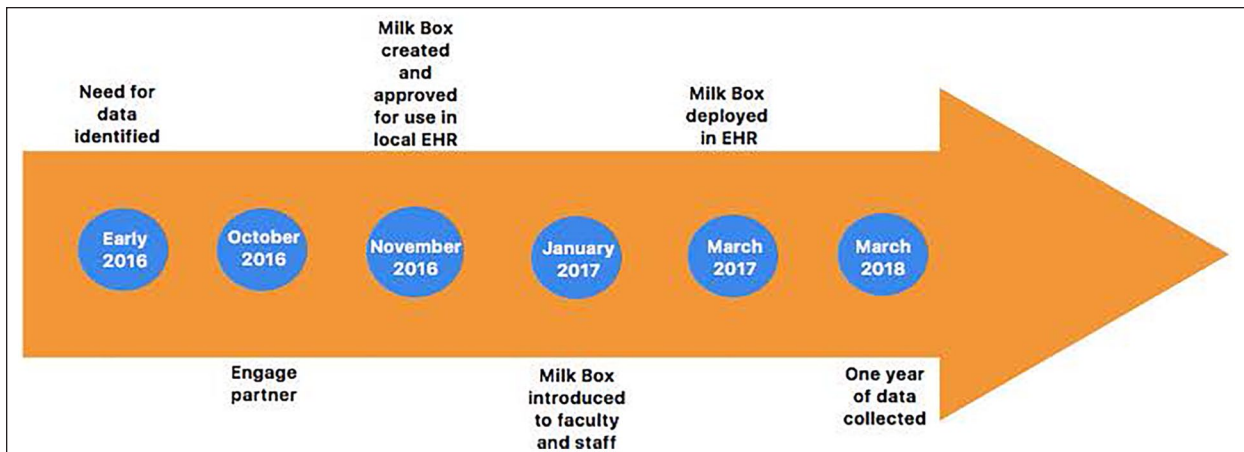 Need for
data
identified
Early
2016
October
2016
Engage
partner
Milk Box
created
and
approved
for use in
local EHR
November
2016
January
2017
Milk Box
introduced
to faculty
and staff
Milk Box
deployed
in EHR
March
2017
March
2018
One year
of data
collected